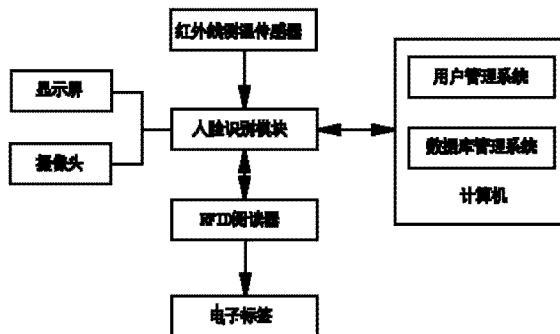 红外线测温传感器
显示屏
用户管理系统
人脸识别模块
摄像头
数据库管理系统
计算机
RFID阅读器
电子标签